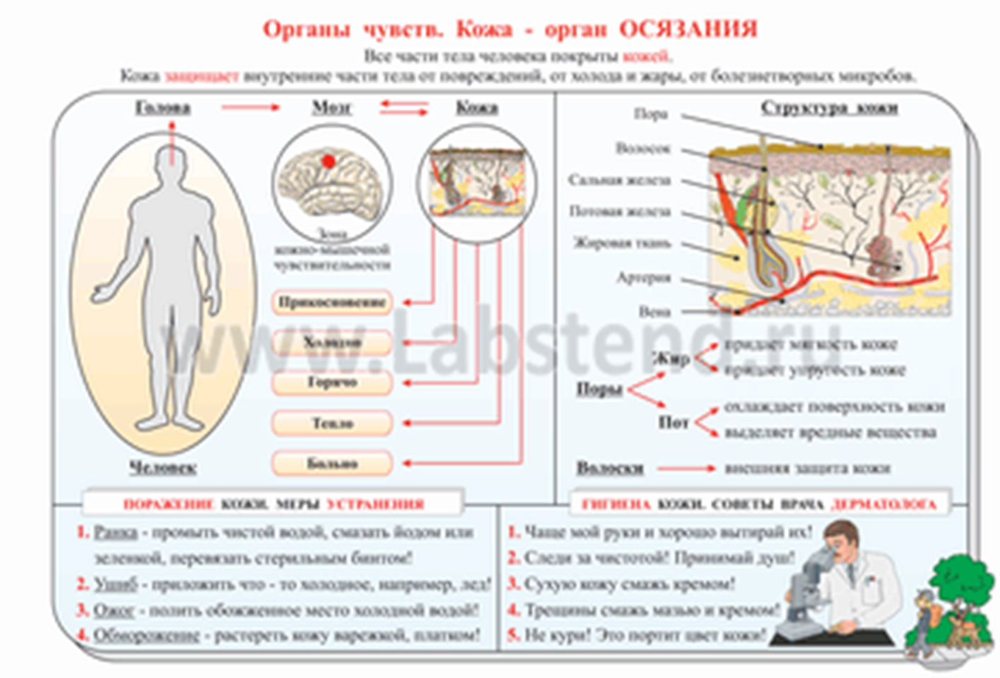 Органы чувств. Кожа - орган ОСЯЗАНИЯ
Все части тела человека покрыты кожей.
Кожа защищает внутренние части тела от повреждений, от холода и жары, от болезнетворных микробов.
Голова
Мозг
Кожа
Зона
кожно-мышечной
чувствительности
Прикосновение
Холодно
Горячо
Тепло
Больно
Человек
Структура кожи
Пора
Волосок
Сальная железа
Потовая железа
Жировая ткань
Артерия
Вена
www.Labstend.ru
Поры
Жир
придает мягкость коже
придает упругость коже
Пот
охлаждает поверхность кожи
выделяет вредные вещества
Волоски
внешняя защита кожи
ПОРАЖЕНИЕ КОЖИ. МЕРЫ УСТРАНЕНИЯ
1. Ранка - промыть чистой водой, смазать йодом или
зеленкой, перевязать стерильным бинтом!
2. Ушиб - приложить что - то холодное, например, лед!
3. Ожог - полить обожженное место холодной водой!
4. Обморожение - растереть кожу варежкой, платком!
ГИГИЕНА КОЖИ. СОВЕТЫ ВРАЧА ДЕРМАТОЛОГА
1. Чаще мой руки и хорошо вытирай их!
2. Следи за чистотой! Принимай душ!
3. Сухую кожу смажь кремом!
4. Трещины смажь мазью и кремом!
5. Не кури! Это портит цвет кожи!